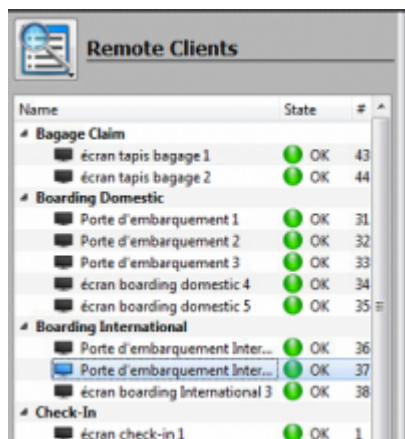 Remote Clients
Name State #
Bagage Claim
écran tapis bagage 1 OK 43
écran tapis bagage 2 OK 44
Boarding Domestic
Porte d'embarquement 1 OK 31
Porte d'embarquement 2 OK 32
Porte d'embarquement 3 OK 33
écran boarding domestic 4 OK 34
écran boarding domestic 5 OK 35
Boarding International
Porte d'embarquement Inter... OK 36
Porte d'embarquement Inter... OK 37
écran boarding International 3 OK 38
Check-In
écran check-in 1 OK 1